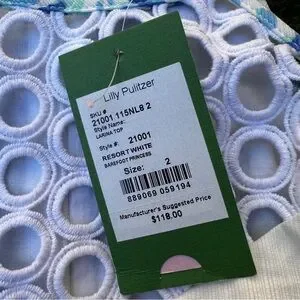 Lilly Pulitzer
SKU #
21001 115NL8 2
Style Name:
LARINA TOP
Style #: 21001
RESORT WHITE
BAREFOOT PRINCESS
Size: 2
889069 059194
Manufacturer's Suggested Price
$118.00